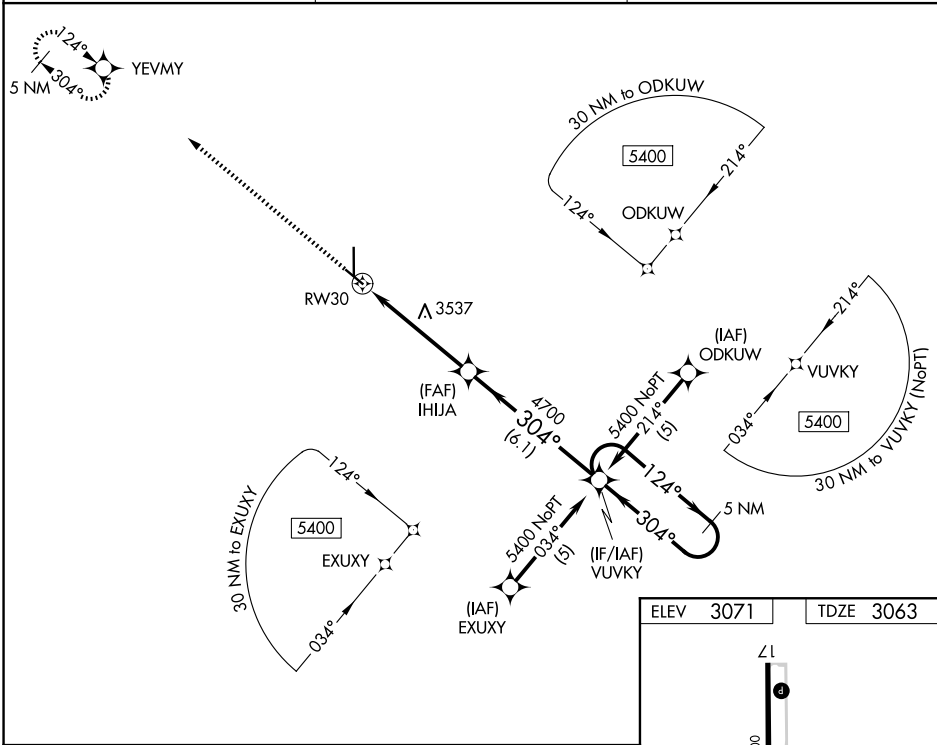 124°
304°
5 NM
YEVMY
30 NM to ODKUW
5400
214°
124°
ODKUW
RW30
3537
(FAF)
IHIJA
4700
304°
(6.1)
(IAF)
ODKUW
5400 NoPT
214°
(5)
214°
VUVKY
034°
5400
30 NM to VUVKY (NoPT)
124°
304°
5 NM
(IF/IAF)
VUVKY
5400 NoPT
034°
(5)
(IAF)
EXUXY
30 NM to EXUXY
124°
5400
EXUXY
034°
ELEV 3071
TDZE 3063
17
P